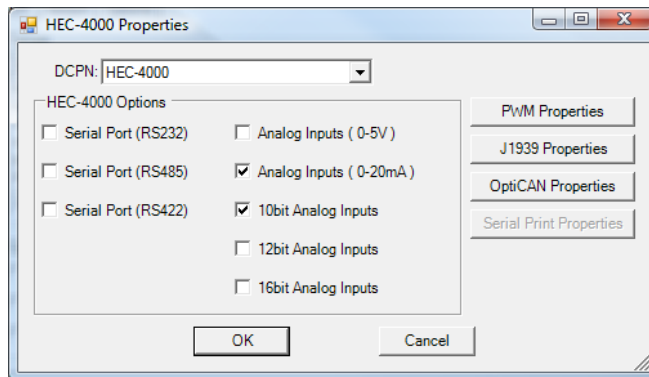 HEC-4000 Properties
DCPN: HEC-4000
HEC-4000 Options
Serial Port (RS232)
Analog Inputs ( 0-5V )
Serial Port (RS485)
Analog Inputs ( 0-20mA )
Serial Port (RS422)
10bit Analog Inputs
12bit Analog Inputs
16bit Analog Inputs
PWM Properties
J1939 Properties
OptiCAN Properties
Serial Print Properties
OK
Cancel